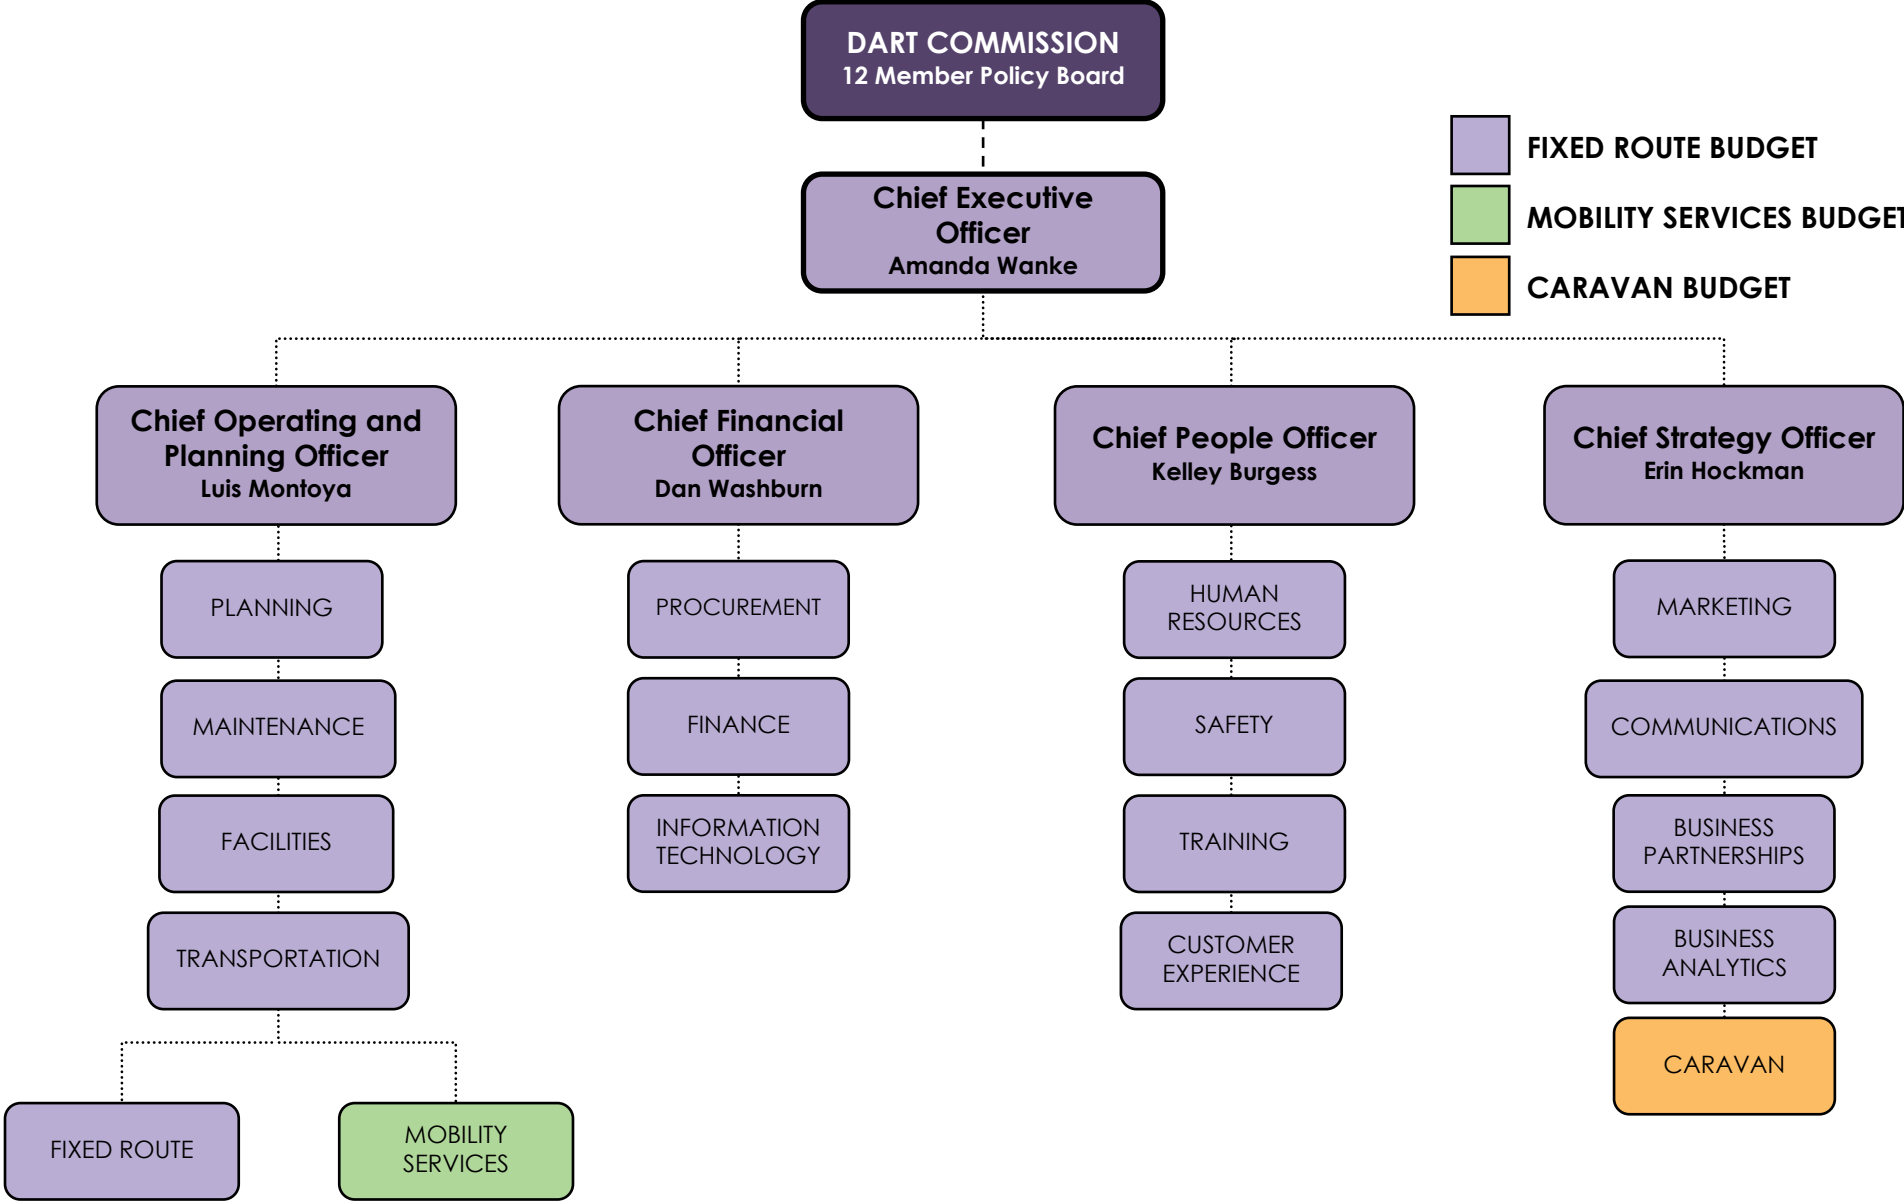 DART COMMISSION
12 Member Policy Board
Chief Executive
Officer
Amanda Wanke
FIXED ROUTE BUDGET
MOBILITY SERVICES BUDGET
CARAVAN BUDGET
Chief Operating and
Planning Officer
Luis Montoya
PLANNING
MAINTENANCE
FACILITIES
TRANSPORTATION
FIXED ROUTE
MOBILITY
SERVICES
Chief Financial
Officer
Dan Washburn
PROCUREMENT
FINANCE
INFORMATION
TECHNOLOGY
Chief People Officer
Kelley Burgess
HUMAN
RESOURCES
SAFETY
TRAINING
CUSTOMER
EXPERIENCE
Chief Strategy Officer
Erin Hockman
MARKETING
COMMUNICATIONS
BUSINESS
PARTNERSHIPS
BUSINESS
ANALYTICS
CARAVAN